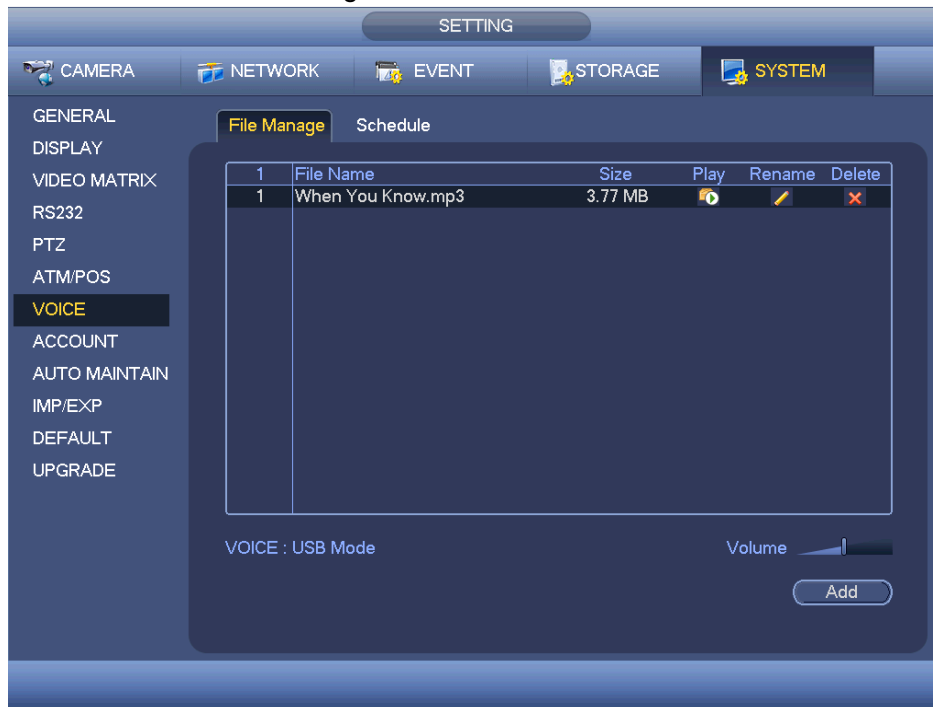 SETTING
CAMERA NETWORK EVENT STORAGE SYSTEM
GENERAL
DISPLAY
VIDEO MATRIX
RS232
PTZ
ATM/POS
VOICE
ACCOUNT
AUTO MAINTAIN
IMP/EXP
DEFAULT
UPGRADE
File Manage Schedule
1 File Name Size Play Rename Delete
1 When You Know.mp3 3.77 MB
VOICE : USB Mode Volume
Add